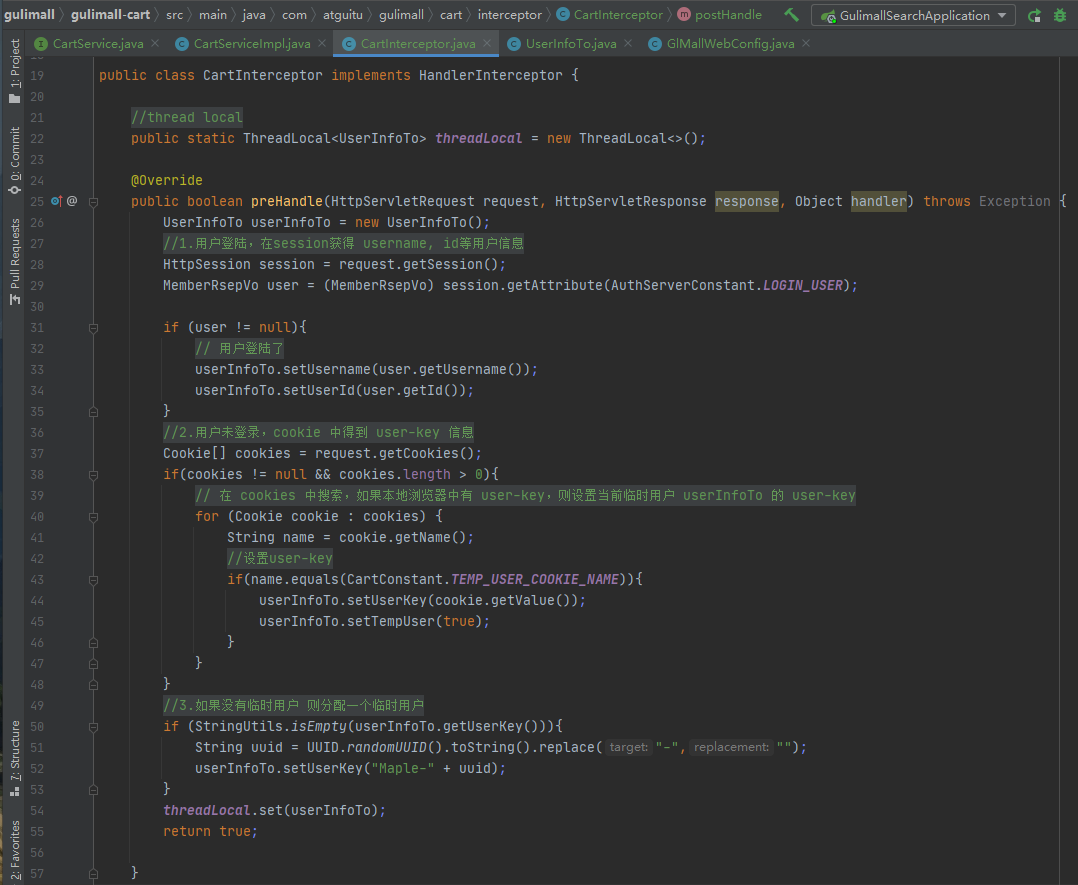 gulimall 〉 gulimall-cart 〉 src 〉 main 〉 java 〉 com 〉 atguitu 〉 gulimall 〉 cart 〉 interceptor 〉 CartInterceptor 〉 postHandle GulimallSearchApplication
CartService.java CartServiceImpl.java CartInterceptor.java UserInfoTo.java GlMallWebConfig.java
1: Project
0: Commit
Pull Requests
7: Structure
2: Favorites
19 public class CartInterceptor implements HandlerInterceptor {
20
21 //thread local
22 public static ThreadLocal<UserInfoTo> threadLocal = new ThreadLocal<>();
23
24 @Override
25 @ public boolean preHandle(HttpServletRequest request, HttpServletResponse response, Object handler) throws Exception {
26 UserInfoTo userInfoTo = new UserInfoTo();
27 //1.用户登陆，在session获得 username, id等用户信息
28 HttpSession session = request.getSession();
29 MemberRsepVo user = (MemberRsepVo) session.getAttribute(AuthServerConstant.LOGIN_USER);
30
31 if (user != null){
32 // 用户登陆了
33 userInfoTo.setUsername(user.getUsername());
34 userInfoTo.setUserId(user.getId());
35 }
36 //2.用户未登录，cookie 中得到 user-key 信息
37 Cookie[] cookies = request.getCookies();
38 if(cookies != null && cookies.length > 0){
39 // 在 cookies 中搜索，如果本地浏览器中有 user-key，则设置当前临时用户 userInfoTo 的 user-key
40 for (Cookie cookie : cookies) {
41 String name = cookie.getName();
42 //设置user-key
43 if(name.equals(CartConstant.TEMP_USER_COOKIE_NAME)){
44 userInfoTo.setUserKey(cookie.getValue());
45 userInfoTo.setTempUser(true);
46 }
47 }
48 }
49 //3.如果没有临时用户 则分配一个临时用户
50 if (StringUtils.isEmpty(userInfoTo.getUserKey())){
51 String uuid = UUID.randomUUID().toString().replace( target: "-", replacement: "");
52 userInfoTo.setUserKey("Maple-" + uuid);
53 }
54 threadLocal.set(userInfoTo);
55 return true;
56
57 }